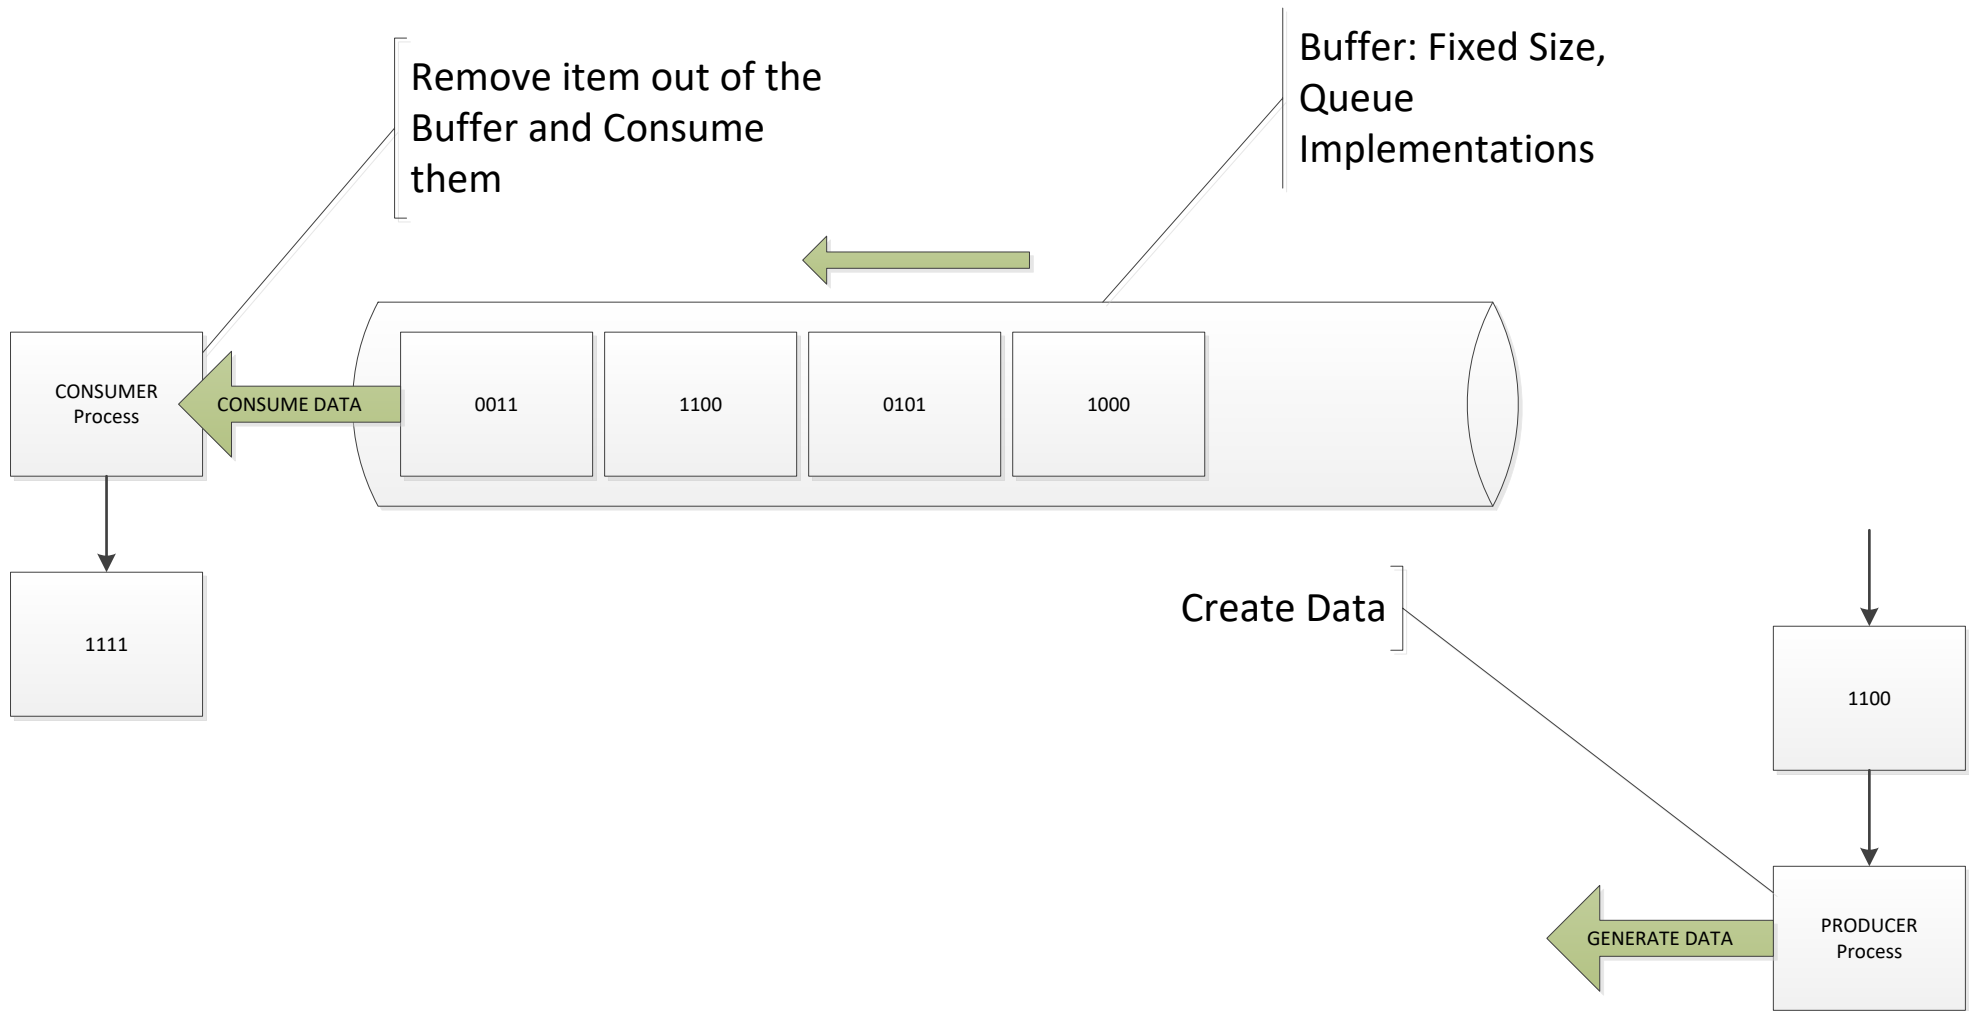 Remove item out of the
Buffer and Consume
them
Buffer: Fixed Size,
Queue
Implementations
CONSUMER
Process
CONSUME DATA
0011
1100
0101
1000
1111
Create Data
1100
GENERATE DATA
PRODUCER
Process